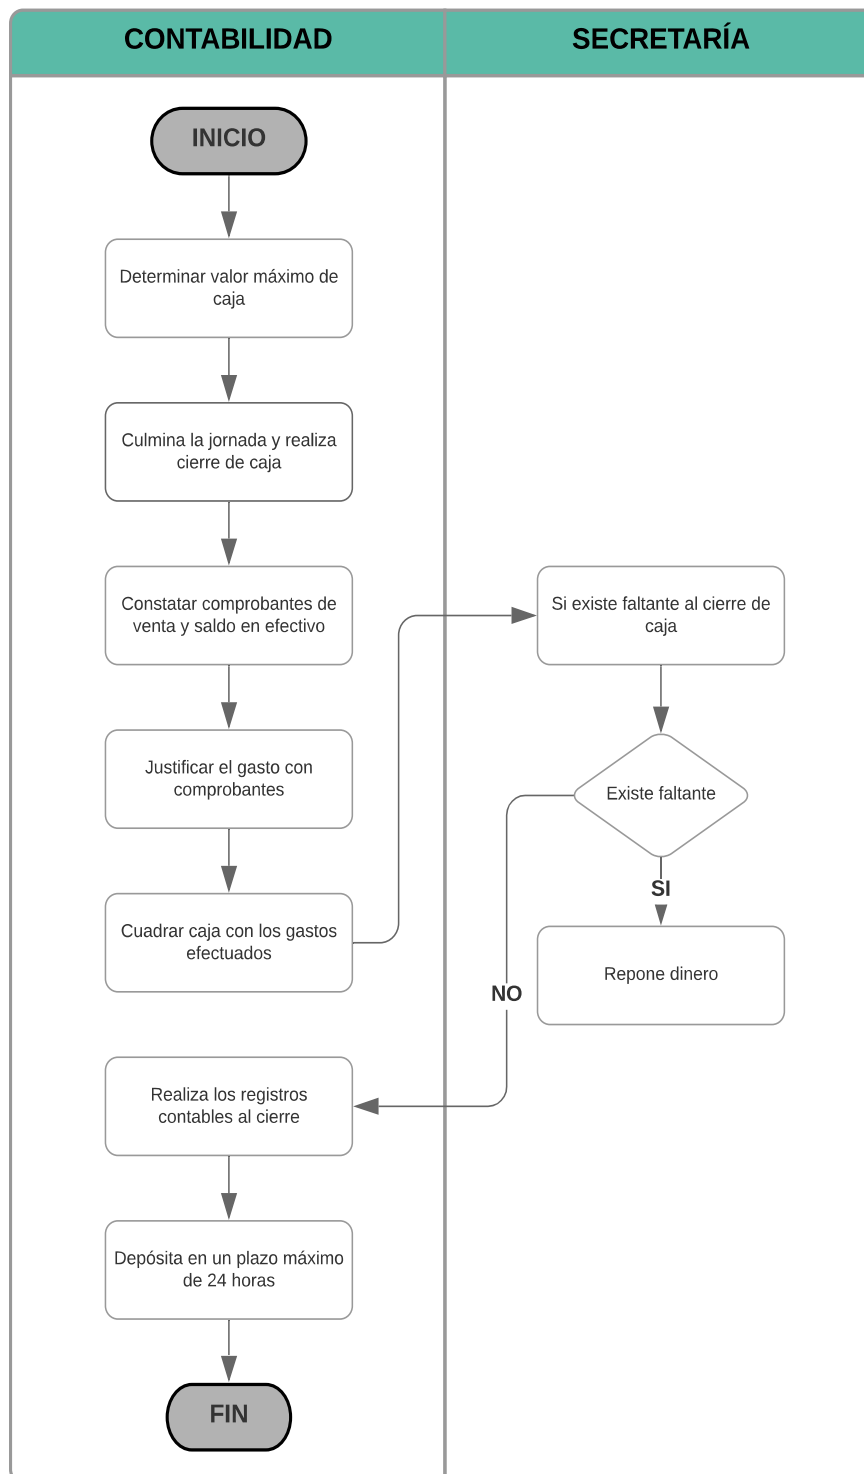 CONTABILIDAD
SECRETARÍA
INICIO
Determinar valor máximo de
caja
Culmina la jornada y realiza
cierre de caja
Constatar comprobantes de
venta y saldo en efectivo
Justificar el gasto con
comprobantes
Cuadrar caja con los gastos
efectuados
Si existe faltante al cierre de
caja
Existe faltante
SI
Repone dinero
NO
Realiza los registros
contables al cierre
Depósita en un plazo máximo
de 24 horas
FIN